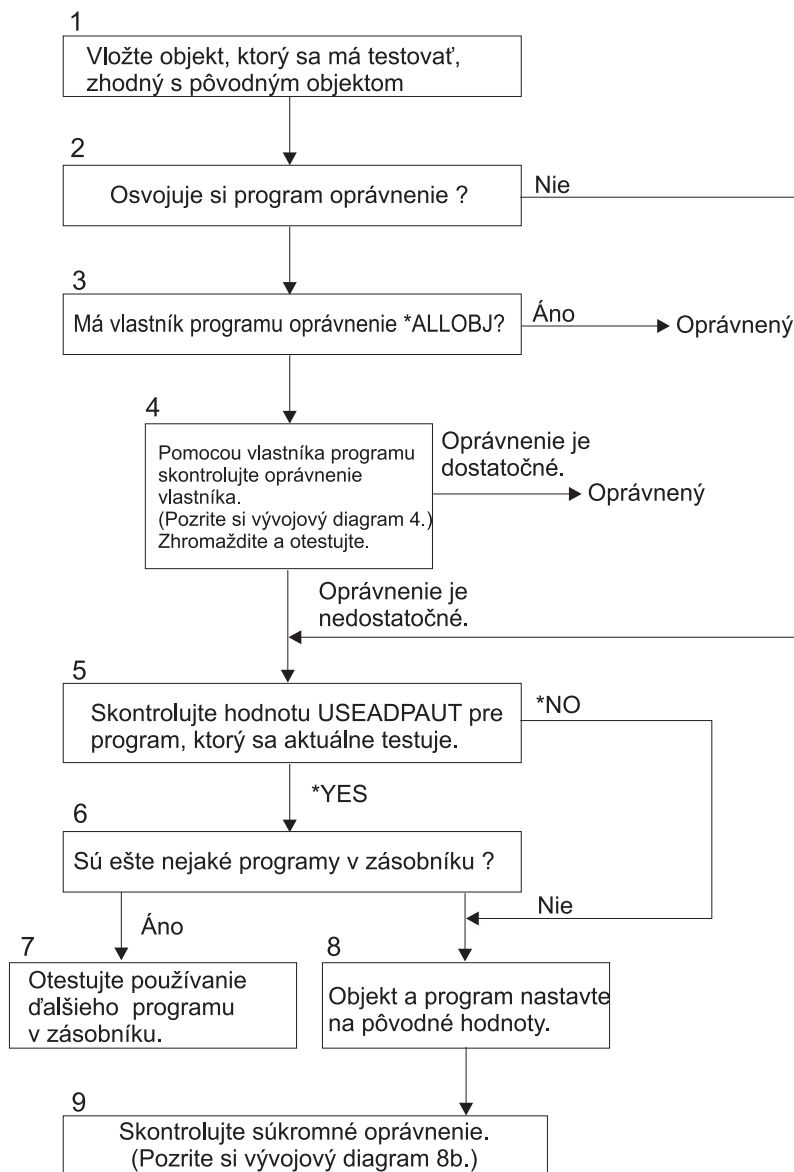 1
Vložte objekt, ktorý sa má testovať,
zhodný s pôvodným objektom
2
Osvojuje si program oprávnenie ?
Nie
3
Má vlastník programu oprávnenie *ALLOBJ?
Áno
Oprávnený
4
Pomocou vlastníka programu
skontrolujte oprávnenie
vlastníka.
(Pozrite si vývojový diagram 4.)
Zhromaždite a otestujte.
Oprávnenie je
dostatočné.
Oprávnený
Oprávnenie je
nedostatočné.
5
Skontrolujte hodnotu USEADPAUT pre
program, ktorý sa aktuálne testuje.
*NO
*YES
6
Sú ešte nejaké programy v zásobníku ?
Áno
Nie
7
Otestujte používanie
ďalšieho programu
v zásobníku.
8
Objekt a program nastavte
na pôvodné hodnoty.
9
Skontrolujte súkromné oprávnenie.
(Pozrite si vývojový diagram 8b.)